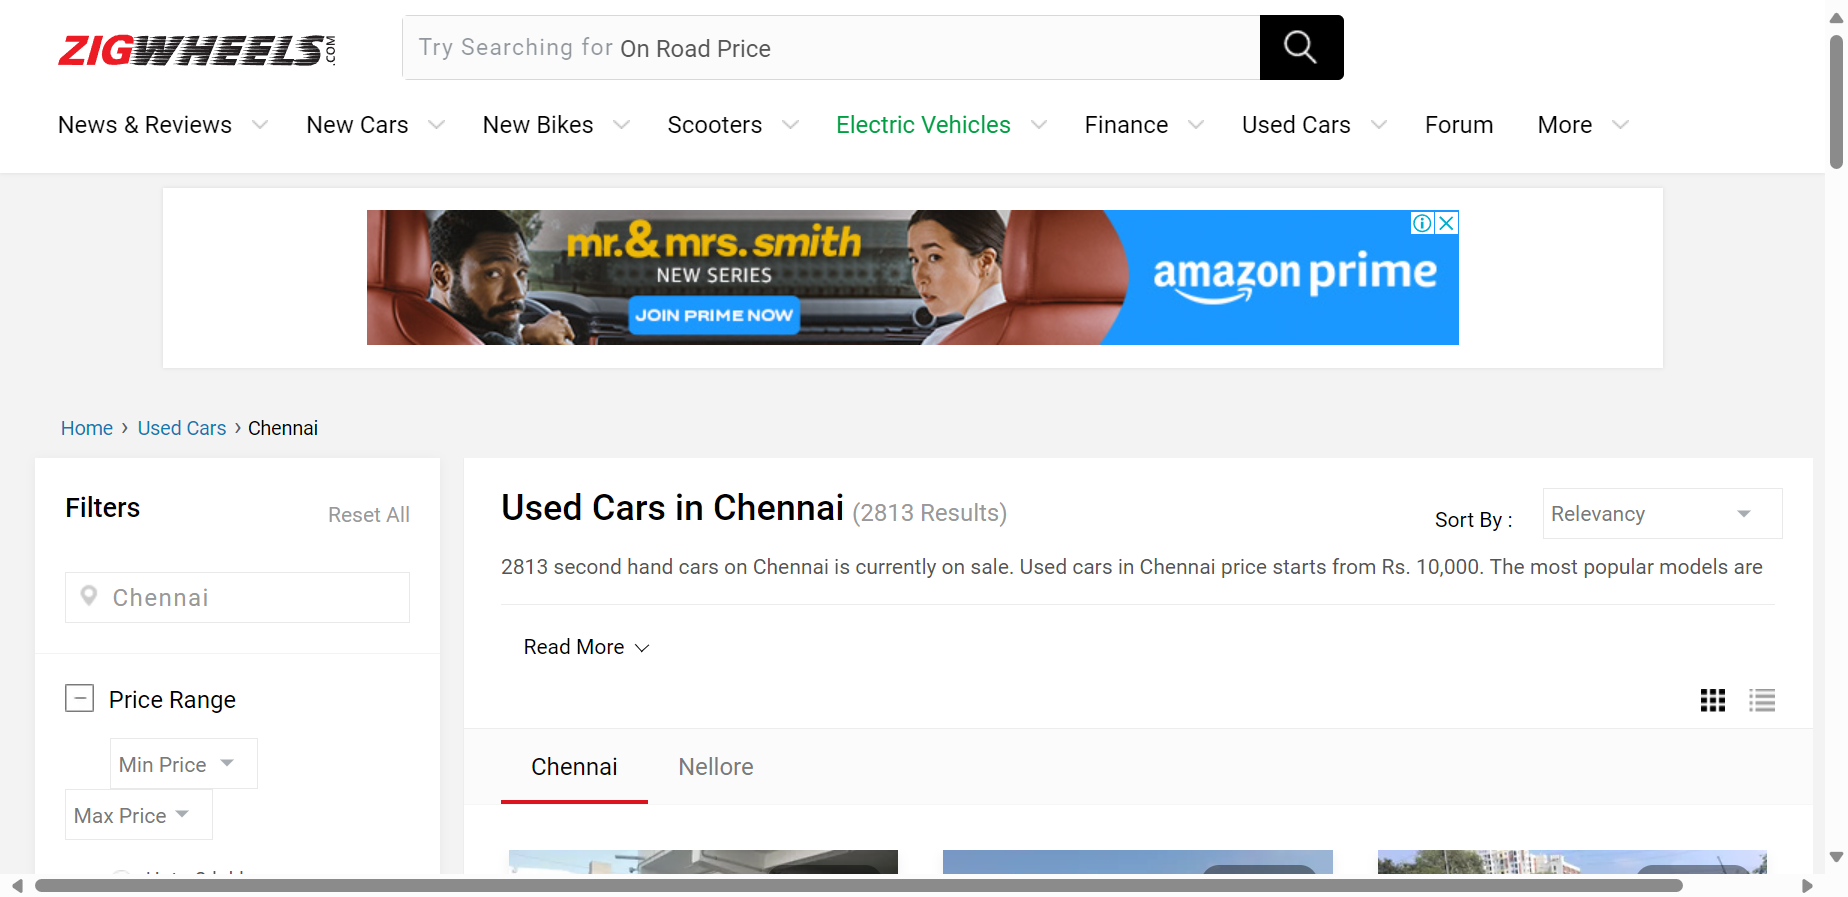 ZIGWHEELS.COM
Try Searching for On Road Price
News & Reviews New Cars New Bikes Scooters Electric Vehicles Finance Used Cars Forum More
mr.& mrs. smith
NEW SERIES
JOIN PRIME NOW
amazon prime
Home › Used Cars › Chennai
Filters
Reset All
Chennai
Price Range
Min Price
Max Price
Used Cars in Chennai (2813 Results)
Sort By :
Relevancy
2813 second hand cars on Chennai is currently on sale. Used cars in Chennai price starts from Rs. 10,000. The most popular models are
Read More
Chennai Nellore